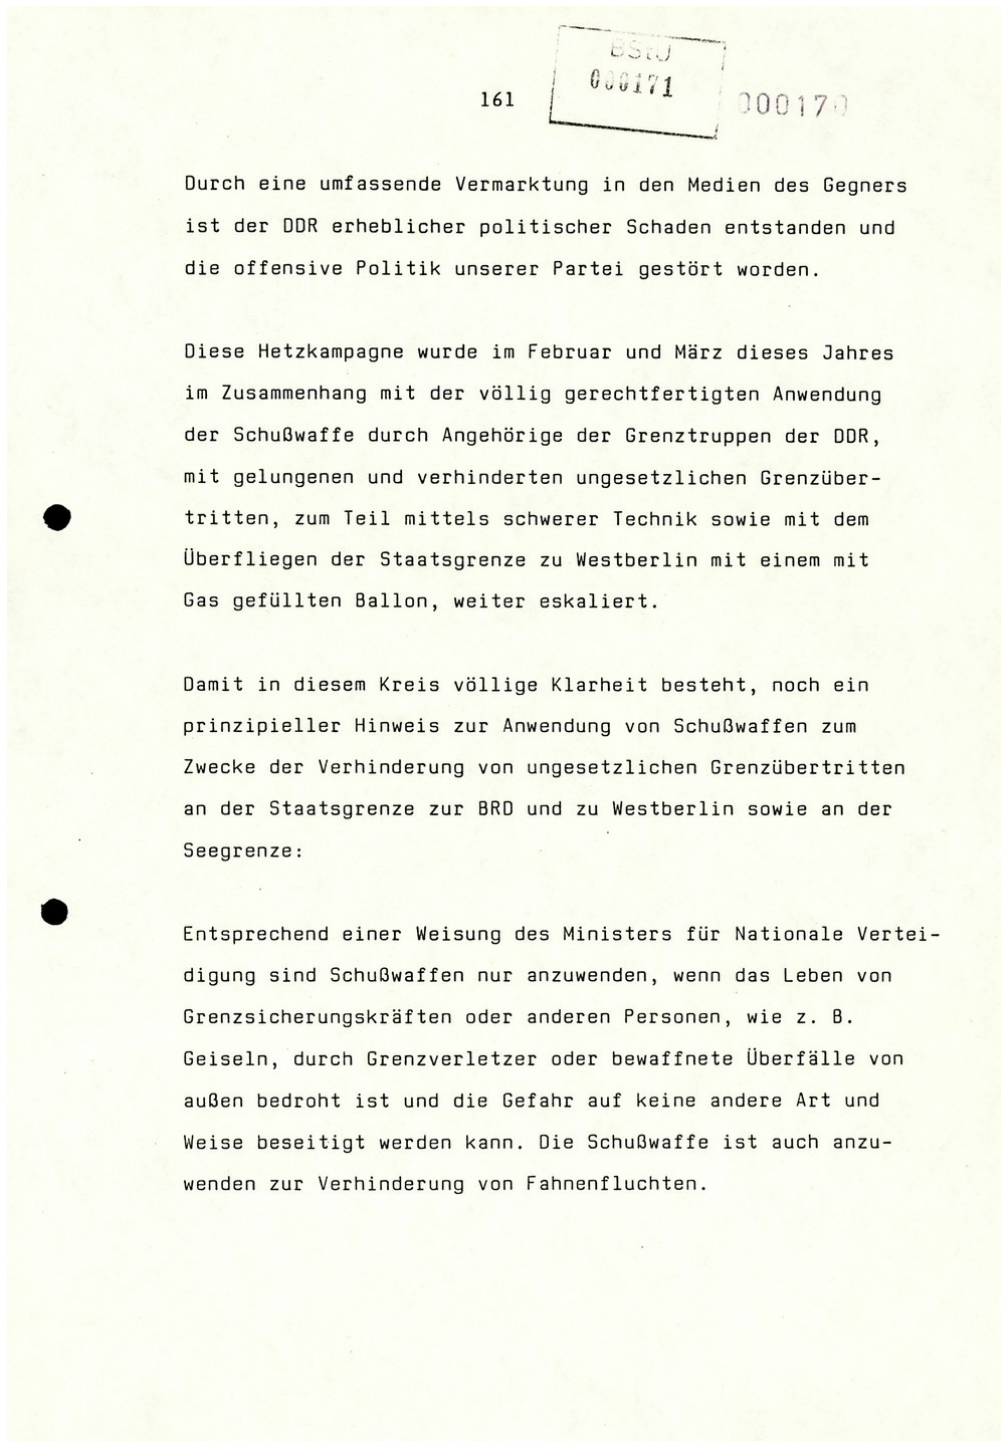 BStU
000171
161
000170
Durch eine umfassende Vermarktung in den Medien des Gegners
ist der DDR erheblicher politischer Schaden entstanden und
die offensive Politik unserer Partei gestört worden.
Diese Hetzkampagne wurde im Februar und März dieses Jahres
im Zusammenhang mit der völlig gerechtfertigten Anwendung
der Schußwaffe durch Angehörige der Grenztruppen der DDR,
mit gelungenen und verhinderten ungesetzlichen Grenzüber-
tritten, zum Teil mittels schwerer Technik sowie mit dem
Überfliegen der Staatsgrenze zu Westberlin mit einem mit
Gas gefüllten Ballon, weiter eskaliert.
Damit in diesem Kreis völlige Klarheit besteht, noch ein
prinzipieller Hinweis zur Anwendung von Schußwaffen zum
Zwecke der Verhinderung von ungesetzlichen Grenzübertritten
an der Staatsgrenze zur BRD und zu Westberlin sowie an der
Seegrenze:
Entsprechend einer Weisung des Ministers für Nationale Vertei-
digung sind Schußwaffen nur anzuwenden, wenn das Leben von
Grenzsicherungskräften oder anderen Personen, wie z. B.
Geiseln, durch Grenzverletzer oder bewaffnete Überfälle von
außen bedroht ist und die Gefahr auf keine andere Art und
Weise beseitigt werden kann. Die Schußwaffe ist auch anzu-
wenden zur Verhinderung von Fahnenfluchten.